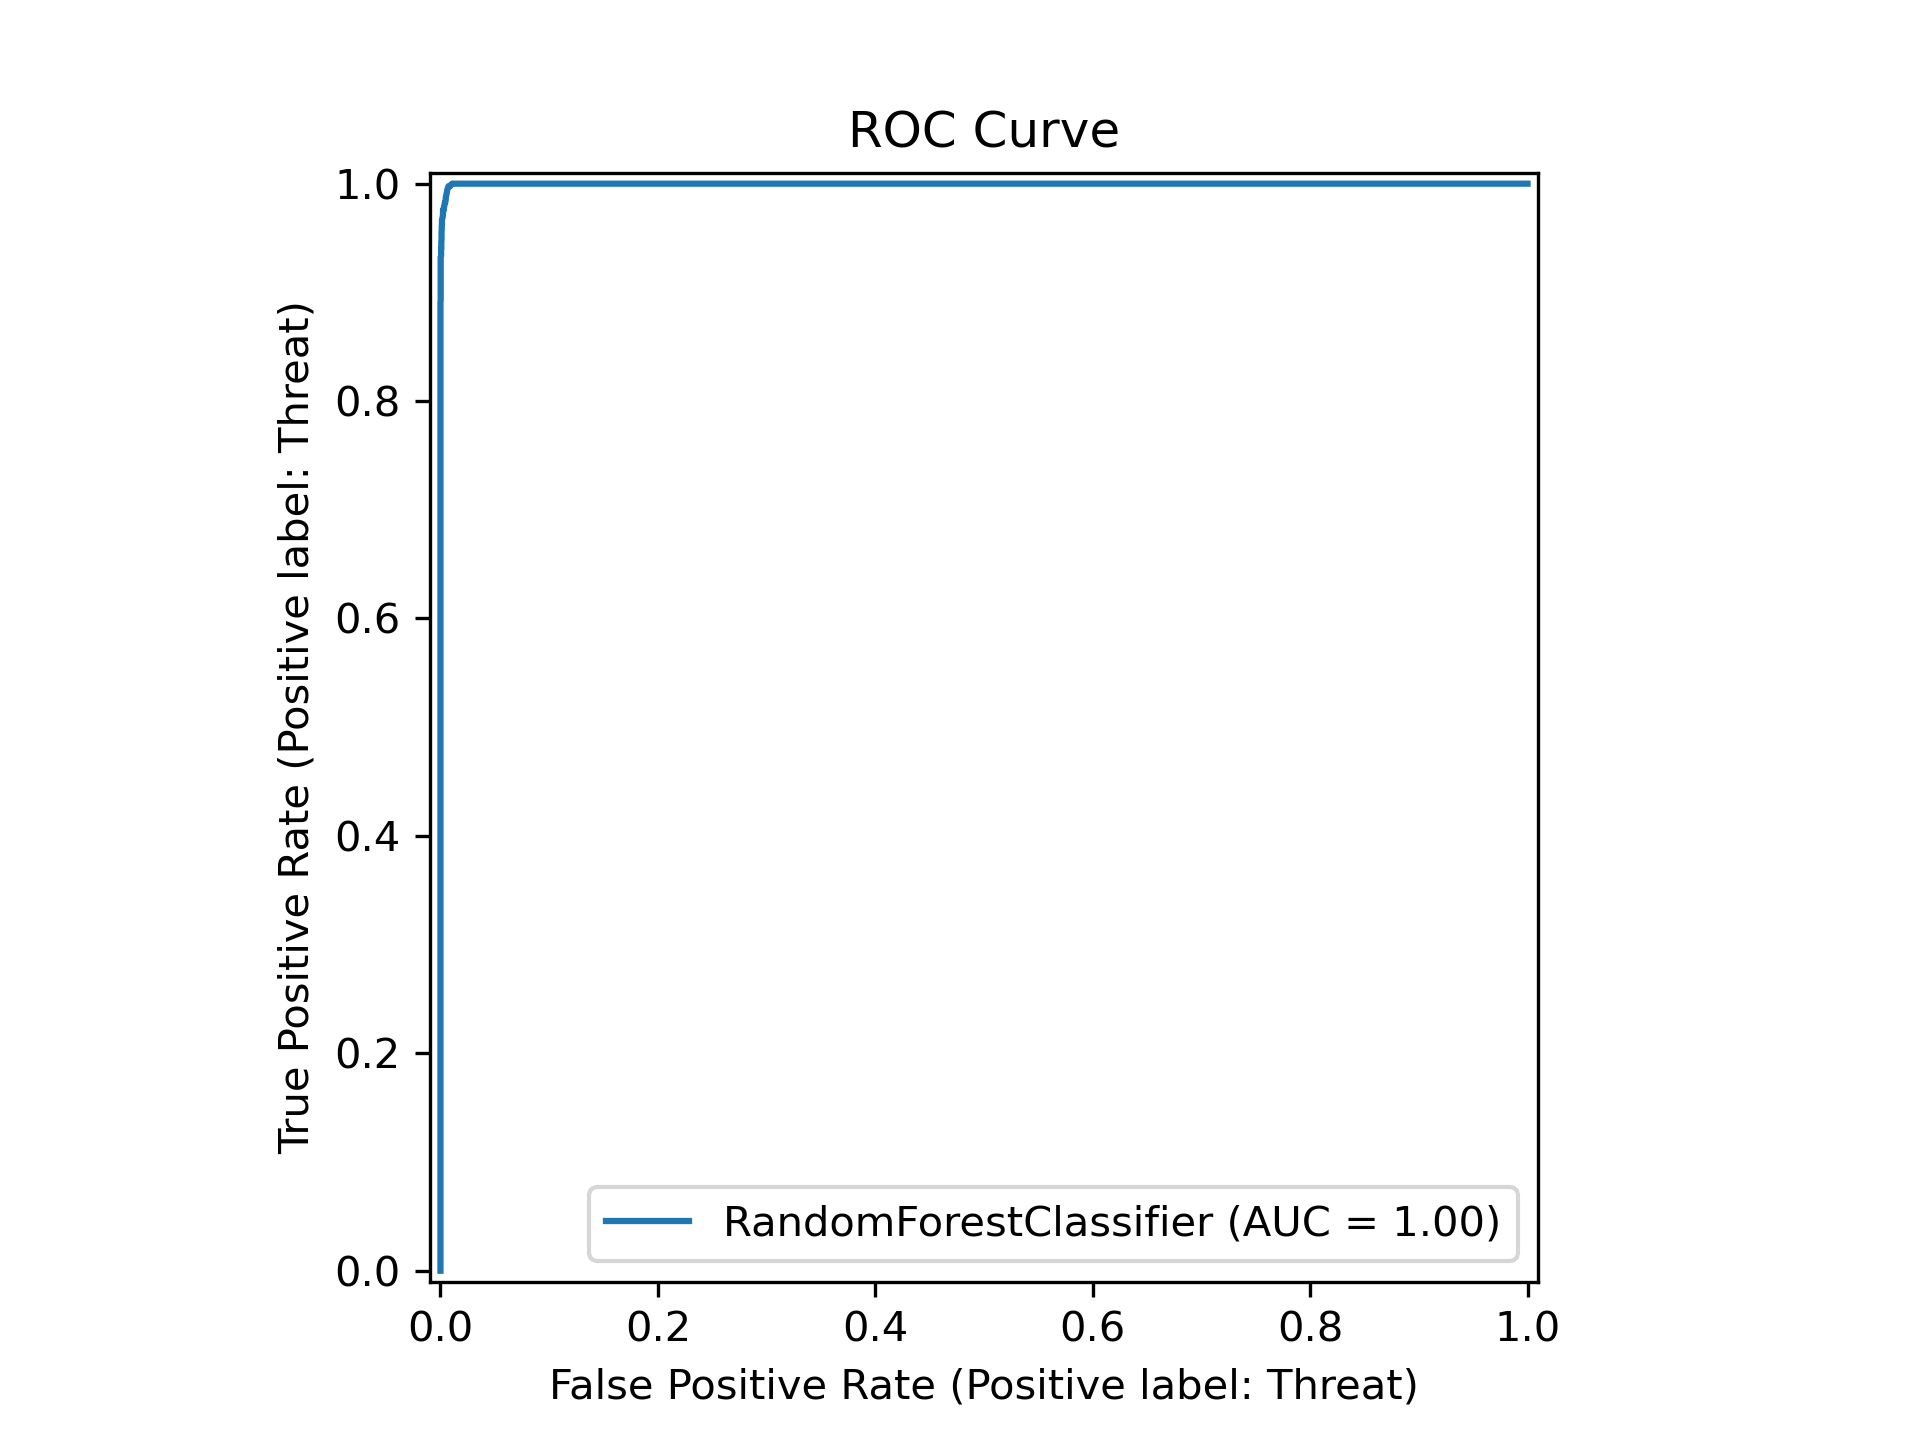 ROC Curve
True Positive Rate (Positive label: Threat)
1.0
0.8
0.6
0.4
0.2
0.0
RandomForestClassifier (AUC = 1.00)
0.0 0.2 0.4 0.6 0.8 1.0
False Positive Rate (Positive label: Threat)